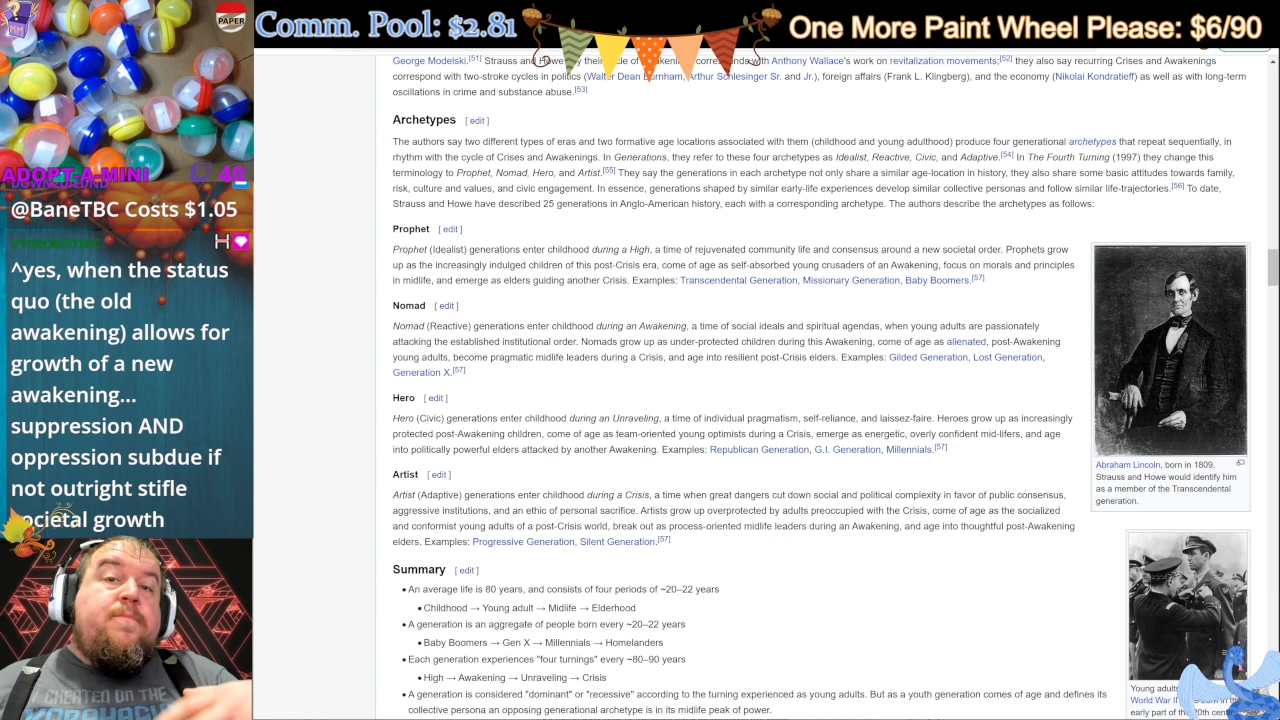 PAPER
Comm. Pool: $2.81
One More Paint Wheel Please: $6/90
ADOPT-A-MINI
40
@BaneTBC Costs $1.05
^yes, when the status
quo (the old
awakening) allows for
growth of a new
awakening...
suppression AND
oppression subdue if
not outright stifle
societal growth
CREATED ON THE
George Modelski.[51] Strauss and Howe
Anthony Wallace's work on revitalization movements;[52] they also say recurring Crises and Awakenings
correspond with two-stroke cycles in politics (Walter Dean Burnham, Arthur Schlesinger Sr. and Jr.), foreign affairs (Frank L. Klingberg), and the economy (Nikolai Kondratieff) as well as with long-term
oscillations in crime and substance abuse.[53]
Archetypes [ edit ]
The authors say two different types of eras and two formative age locations associated with them (childhood and young adulthood) produce four generational archetypes that repeat sequentially, in
rhythm with the cycle of Crises and Awakenings. In Generations, they refer to these four archetypes as Idealist, Reactive, Civic, and Adaptive.[54] In The Fourth Turning (1997) they change this
terminology to Prophet, Nomad, Hero, and Artist.[55] They say the generations in each archetype not only share a similar age-location in history, they also share some basic attitudes towards family,
risk, culture and values, and civic engagement. In essence, generations shaped by similar early-life experiences develop similar collective personas and follow similar life-trajectories.[56] To date,
Strauss and Howe have described 25 generations in Anglo-American history, each with a corresponding archetype. The authors describe the archetypes as follows:
Prophet [ edit ]
Prophet (Idealist) generations enter childhood during a High, a time of rejuvenated community life and consensus around a new societal order. Prophets grow
up as the increasingly indulged children of this post-Crisis era, come of age as self-absorbed young crusaders of an Awakening, focus on morals and principles
in midlife, and emerge as elders guiding another Crisis. Examples: Transcendental Generation, Missionary Generation, Baby Boomers.[57]
Nomad [ edit ]
Nomad (Reactive) generations enter childhood during an Awakening, a time of social ideals and spiritual agendas, when young adults are passionately
attacking the established institutional order. Nomads grow up as under-protected children during this Awakening, come of age as alienated, post-Awakening
young adults, become pragmatic midlife leaders during a Crisis, and age into resilient post-Crisis elders. Examples: Gilded Generation, Lost Generation,
Generation X.[57]
Hero [ edit ]
Hero (Civic) generations enter childhood during an Unraveling, a time of individual pragmatism, self-reliance, and laissez-faire. Heroes grow up as increasingly
protected post-Awakening children, come of age as team-oriented young optimists during a Crisis, emerge as energetic, overly confident mid-lifers, and age
into politically powerful elders attacked by another Awakening. Examples: Republican Generation, G.I. Generation, Millennials.[57]
Artist [ edit ]
Artist (Adaptive) generations enter childhood during a Crisis, a time when great dangers cut down social and political complexity in favor of public consensus,
aggressive institutions, and an ethic of personal sacrifice. Artists grow up overprotected by adults preoccupied with the Crisis, come of age as the socialized
and conformist young adults of a post-Crisis world, break out as process-oriented midlife leaders during an Awakening, and age into thoughtful post-Awakening
elders. Examples: Progressive Generation, Silent Generation.[57]
Summary [ edit ]
• An average life is 80 years, and consists of four periods of ~20–22 years
• Childhood → Young adult → Midlife → Elderhood
• A generation is an aggregate of people born every ~20–22 years
• Baby Boomers → Gen X → Millennials → Homelanders
• Each generation experiences "four turnings" every ~80–90 years
• High → Awakening → Unraveling → Crisis
• A generation is considered "dominant" or "recessive" according to the turning experienced as young adults. But as a youth generation comes of age and defines its
collective persona an opposing generational archetype is in its midlife peak of power.
Abraham Lincoln, born in 1809.
Strauss and Howe would identify him
as a member of the Transcendental
generation.
Young adults
World War II
early part of the 20th